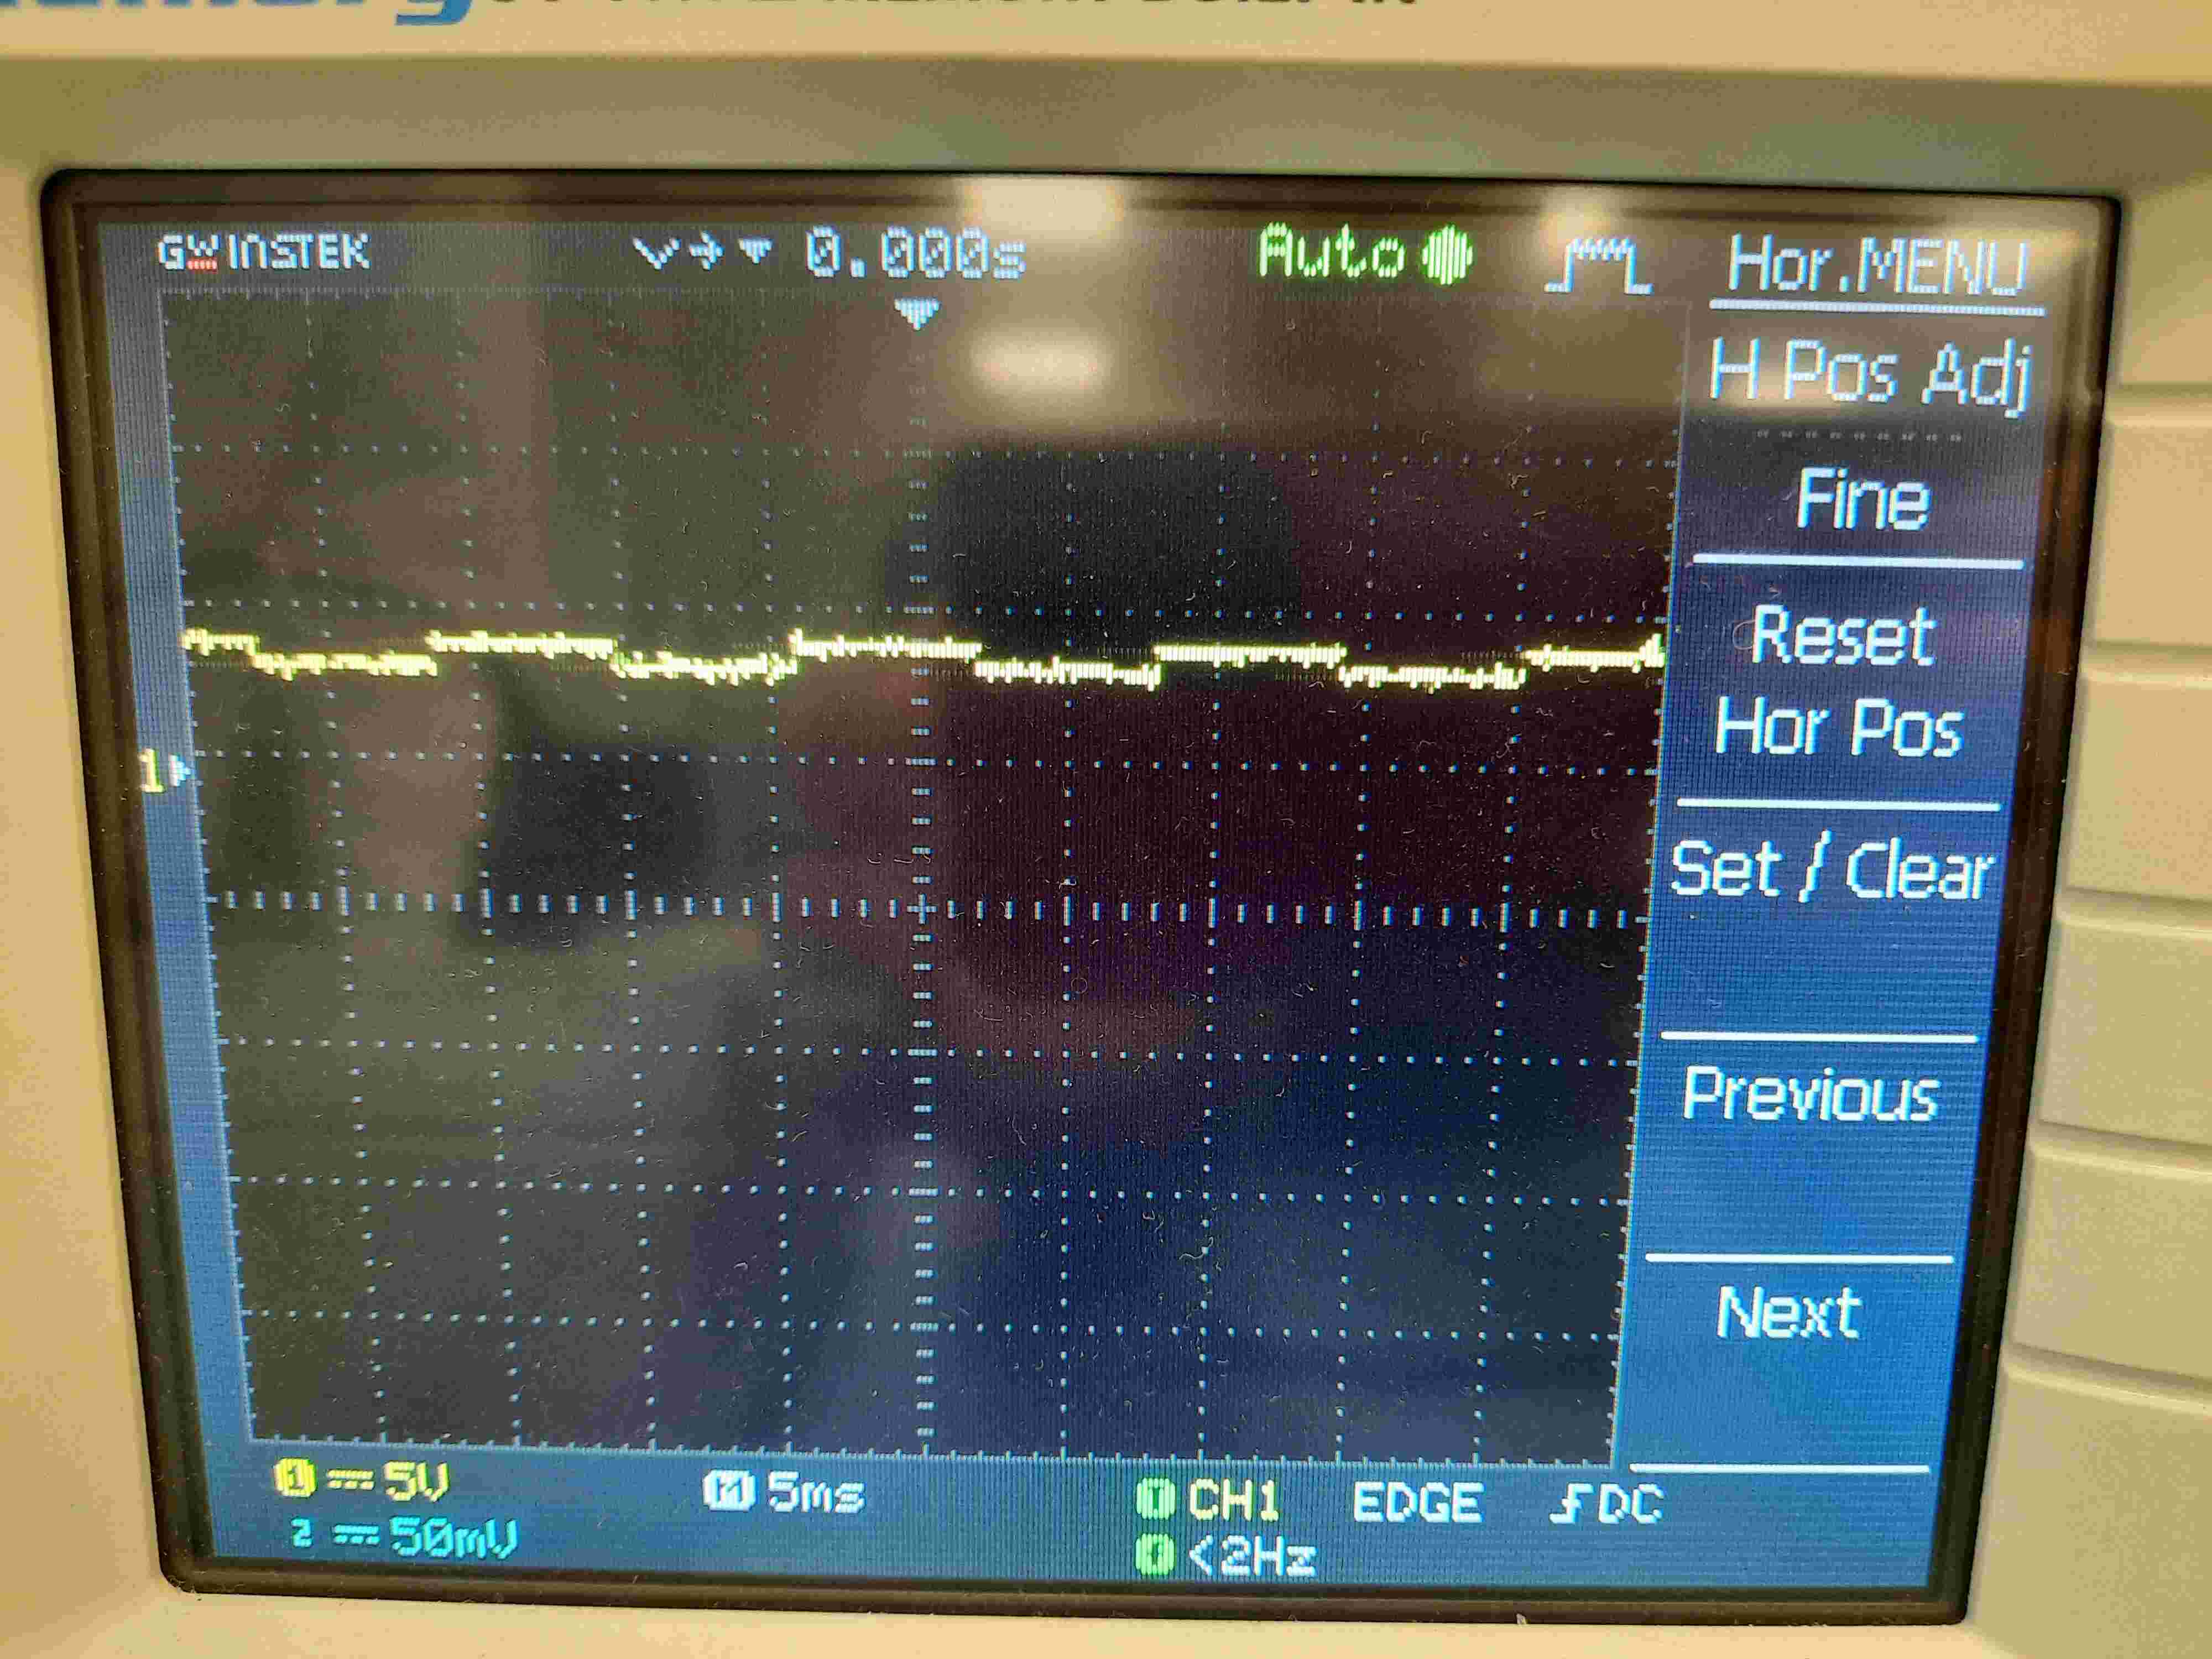 GW INSTEK 0.000s Auto Hor.MENU
H Pos Adj
Fine
Reset
Hor Pos
1
Set / Clear
Previous
Next
1 5V M 5ms T CH1 EDGE DC
2 50mV F <2Hz